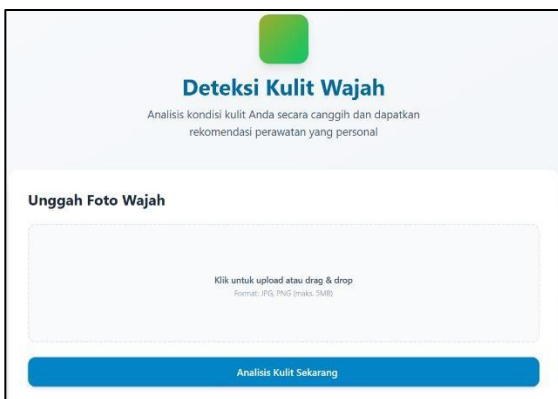 Deteksi Kulit Wajah
Analisis kondisi kulit Anda secara canggih dan dapatkan
rekomendasi perawatan yang personal
Unggah Foto Wajah
Klik untuk upload atau drag & drop
Format: JPG, PNG (maks. 5MB)
Analisis Kulit Sekarang